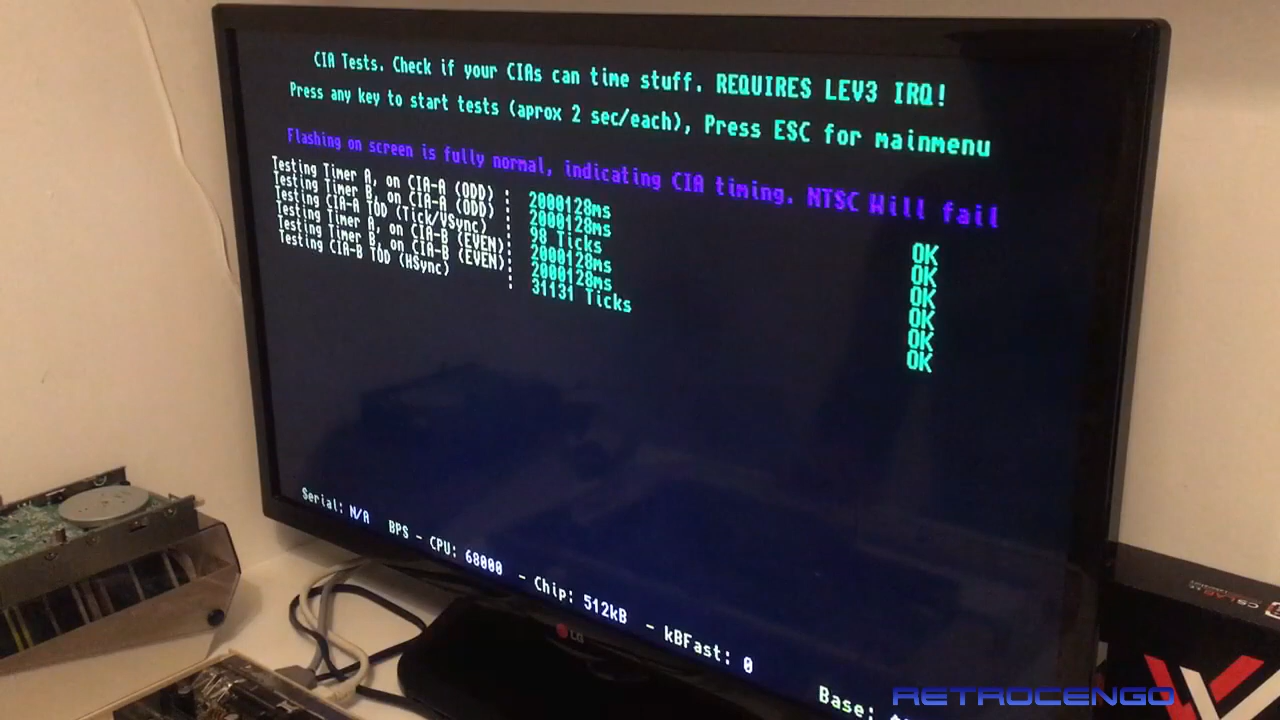 CIA Tests. Check if your CIAs can time stuff. REQUIRES LEV3 IRQ!
Press any key to start tests (aprox 2 sec/each), Press ESC for mainmenu
Flashing on screen is fully normal, indicating CIA timing. NTSC Will fail
Testing Timer A, on CIA-A (ODD) : 2000128ms OK
Testing Timer B, on CIA-A (ODD) : 2000128ms OK
Testing CIA-A TOD (Tick/VSync) : 98 Ticks OK
Testing Timer A, on CIA-B (EVEN): 2000128ms OK
Testing Timer B, on CIA-B (EVEN): 2000128ms OK
Testing CIA-B TOD (HSync) : 31131 Ticks OK
Serial: N/A BPS - CPU: 68000 - Chip: 512kB - kBFast: 0 Base:
LG
RETROCENGO